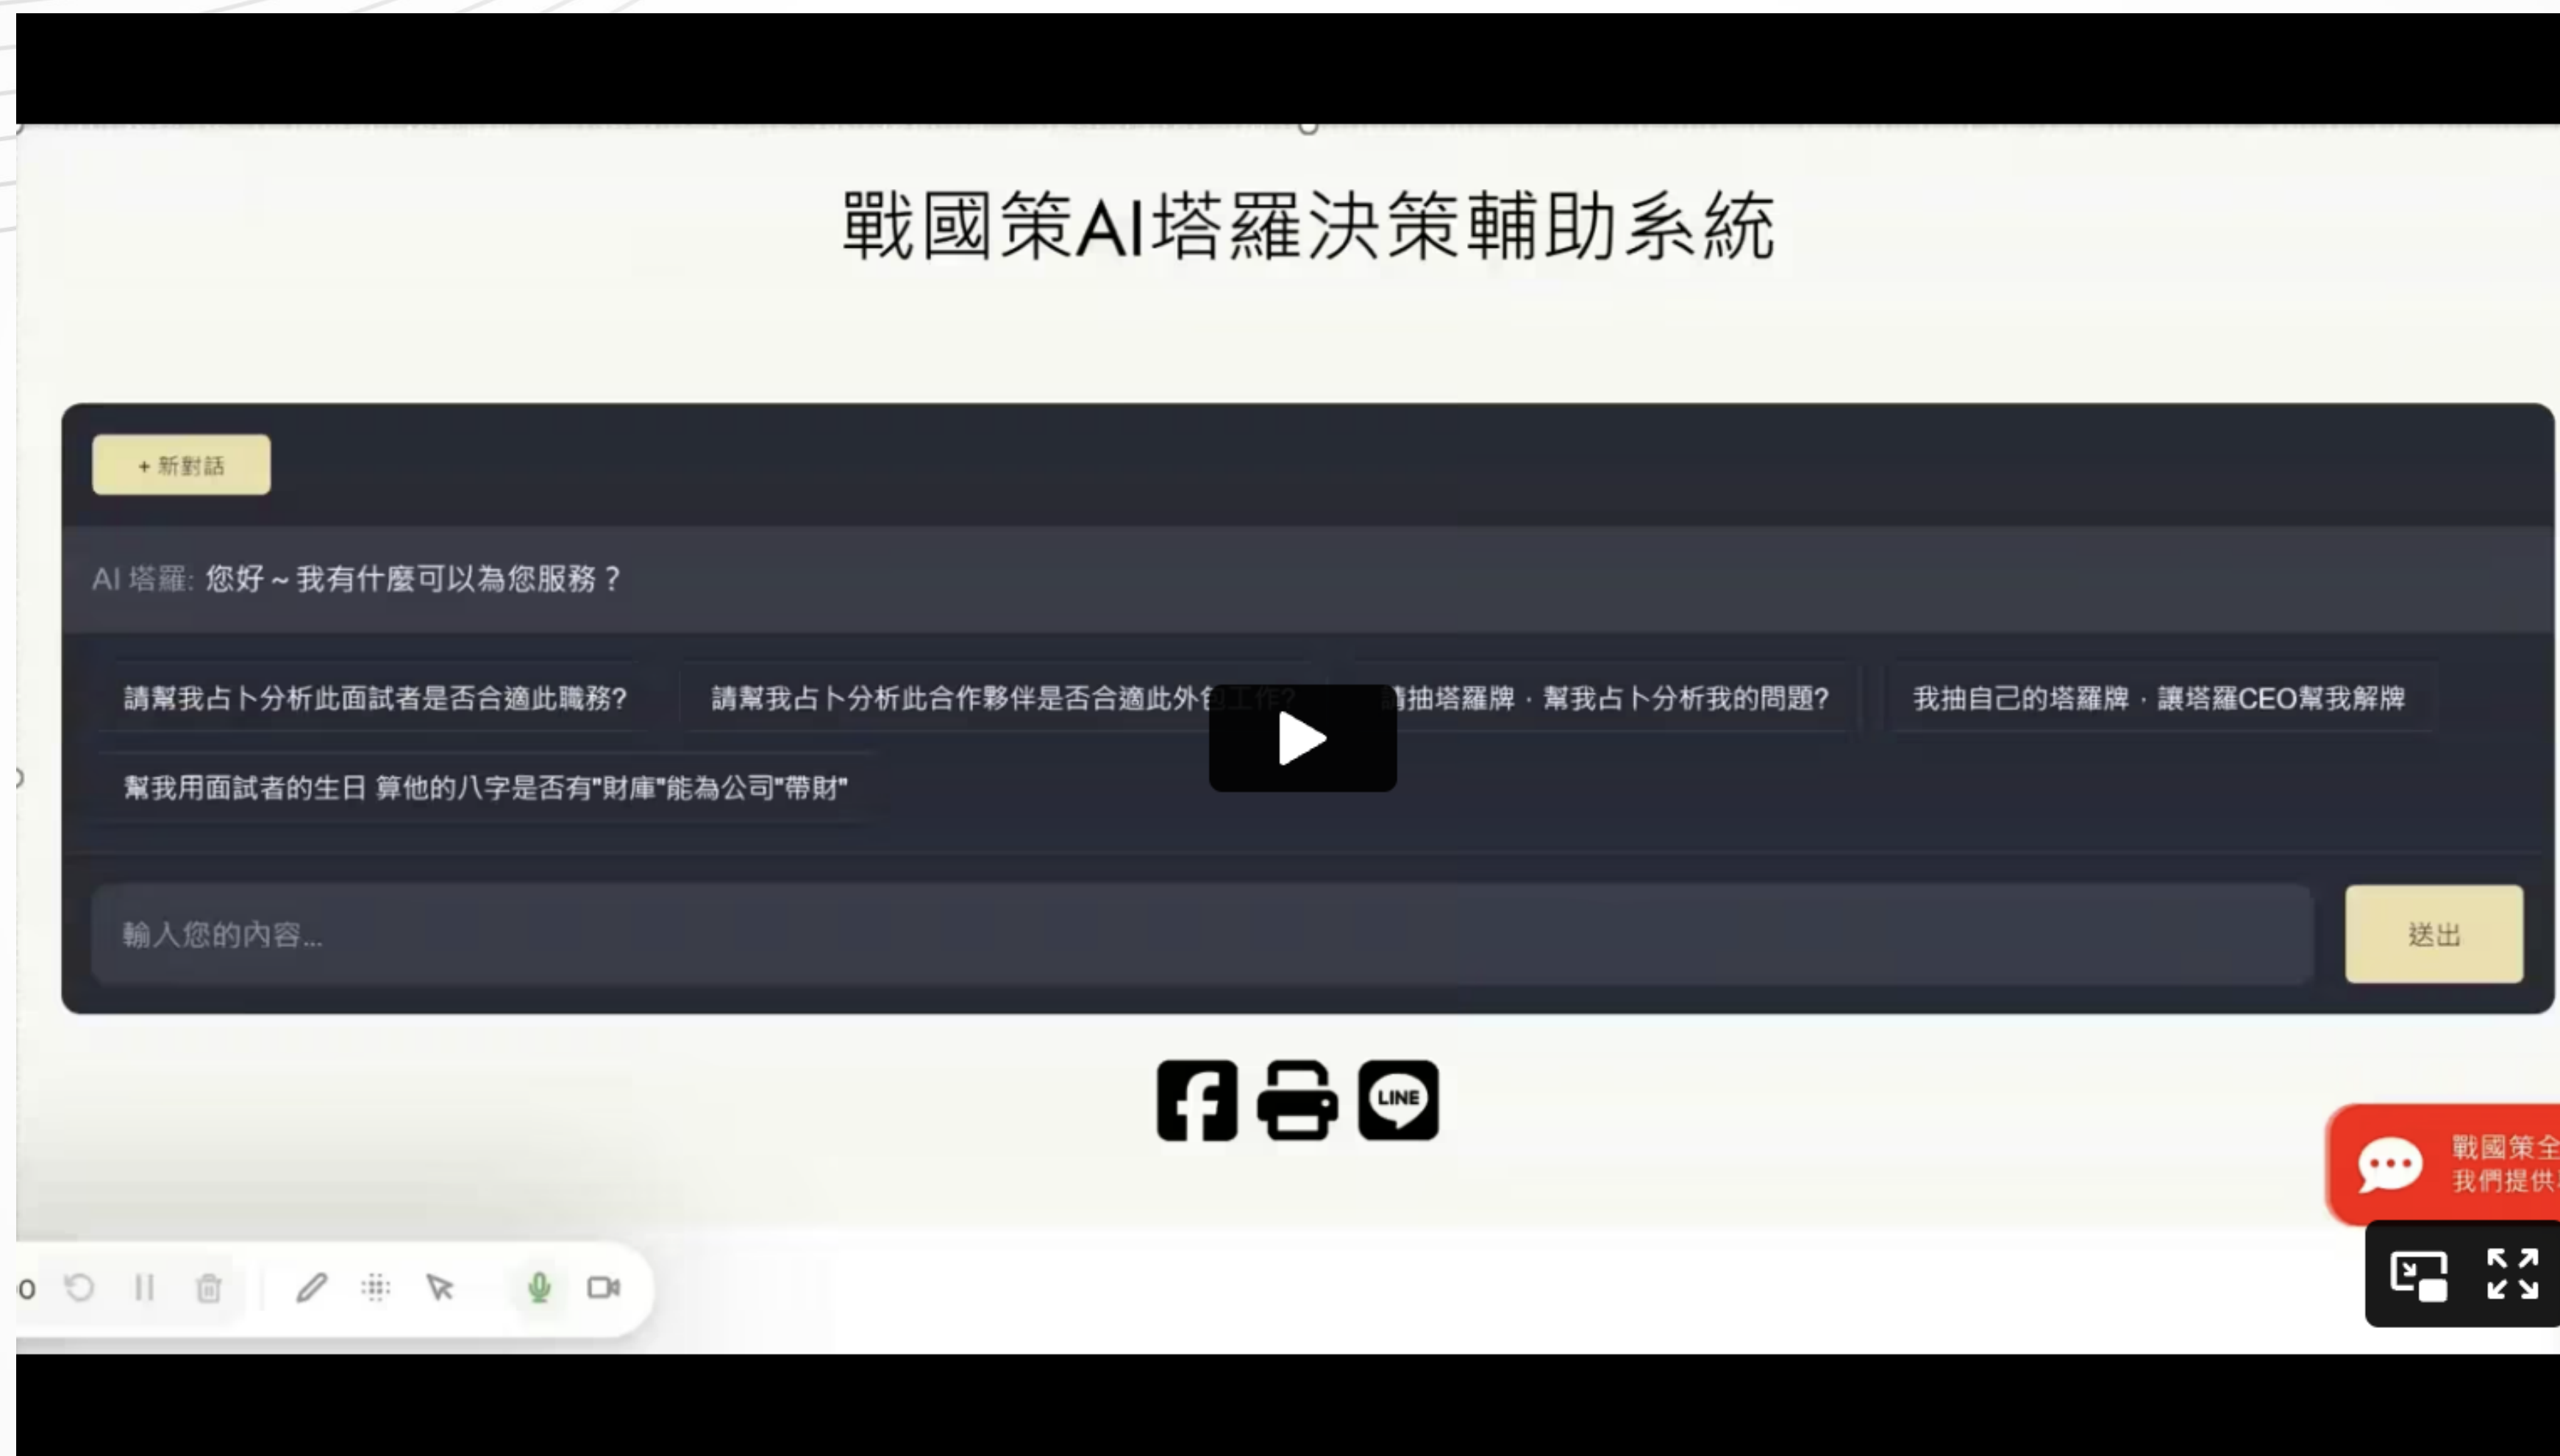 戰國策AI塔羅決策輔助系統
+ 新對話
AI 塔羅: 您好～我有什麼可以為您服務？
請幫我占卜分析此面試者是否合適此職務?
請幫我占卜分析此合作夥伴是否合適此外包工作?
請抽塔羅牌，幫我占卜分析我的問題?
我抽自己的塔羅牌，讓塔羅CEO幫我解牌
幫我用面試者的生日 算他的八字是否有"財庫"能為公司"帶財"
輸入您的內容...
送出
LINE
戰國策全
我們提供